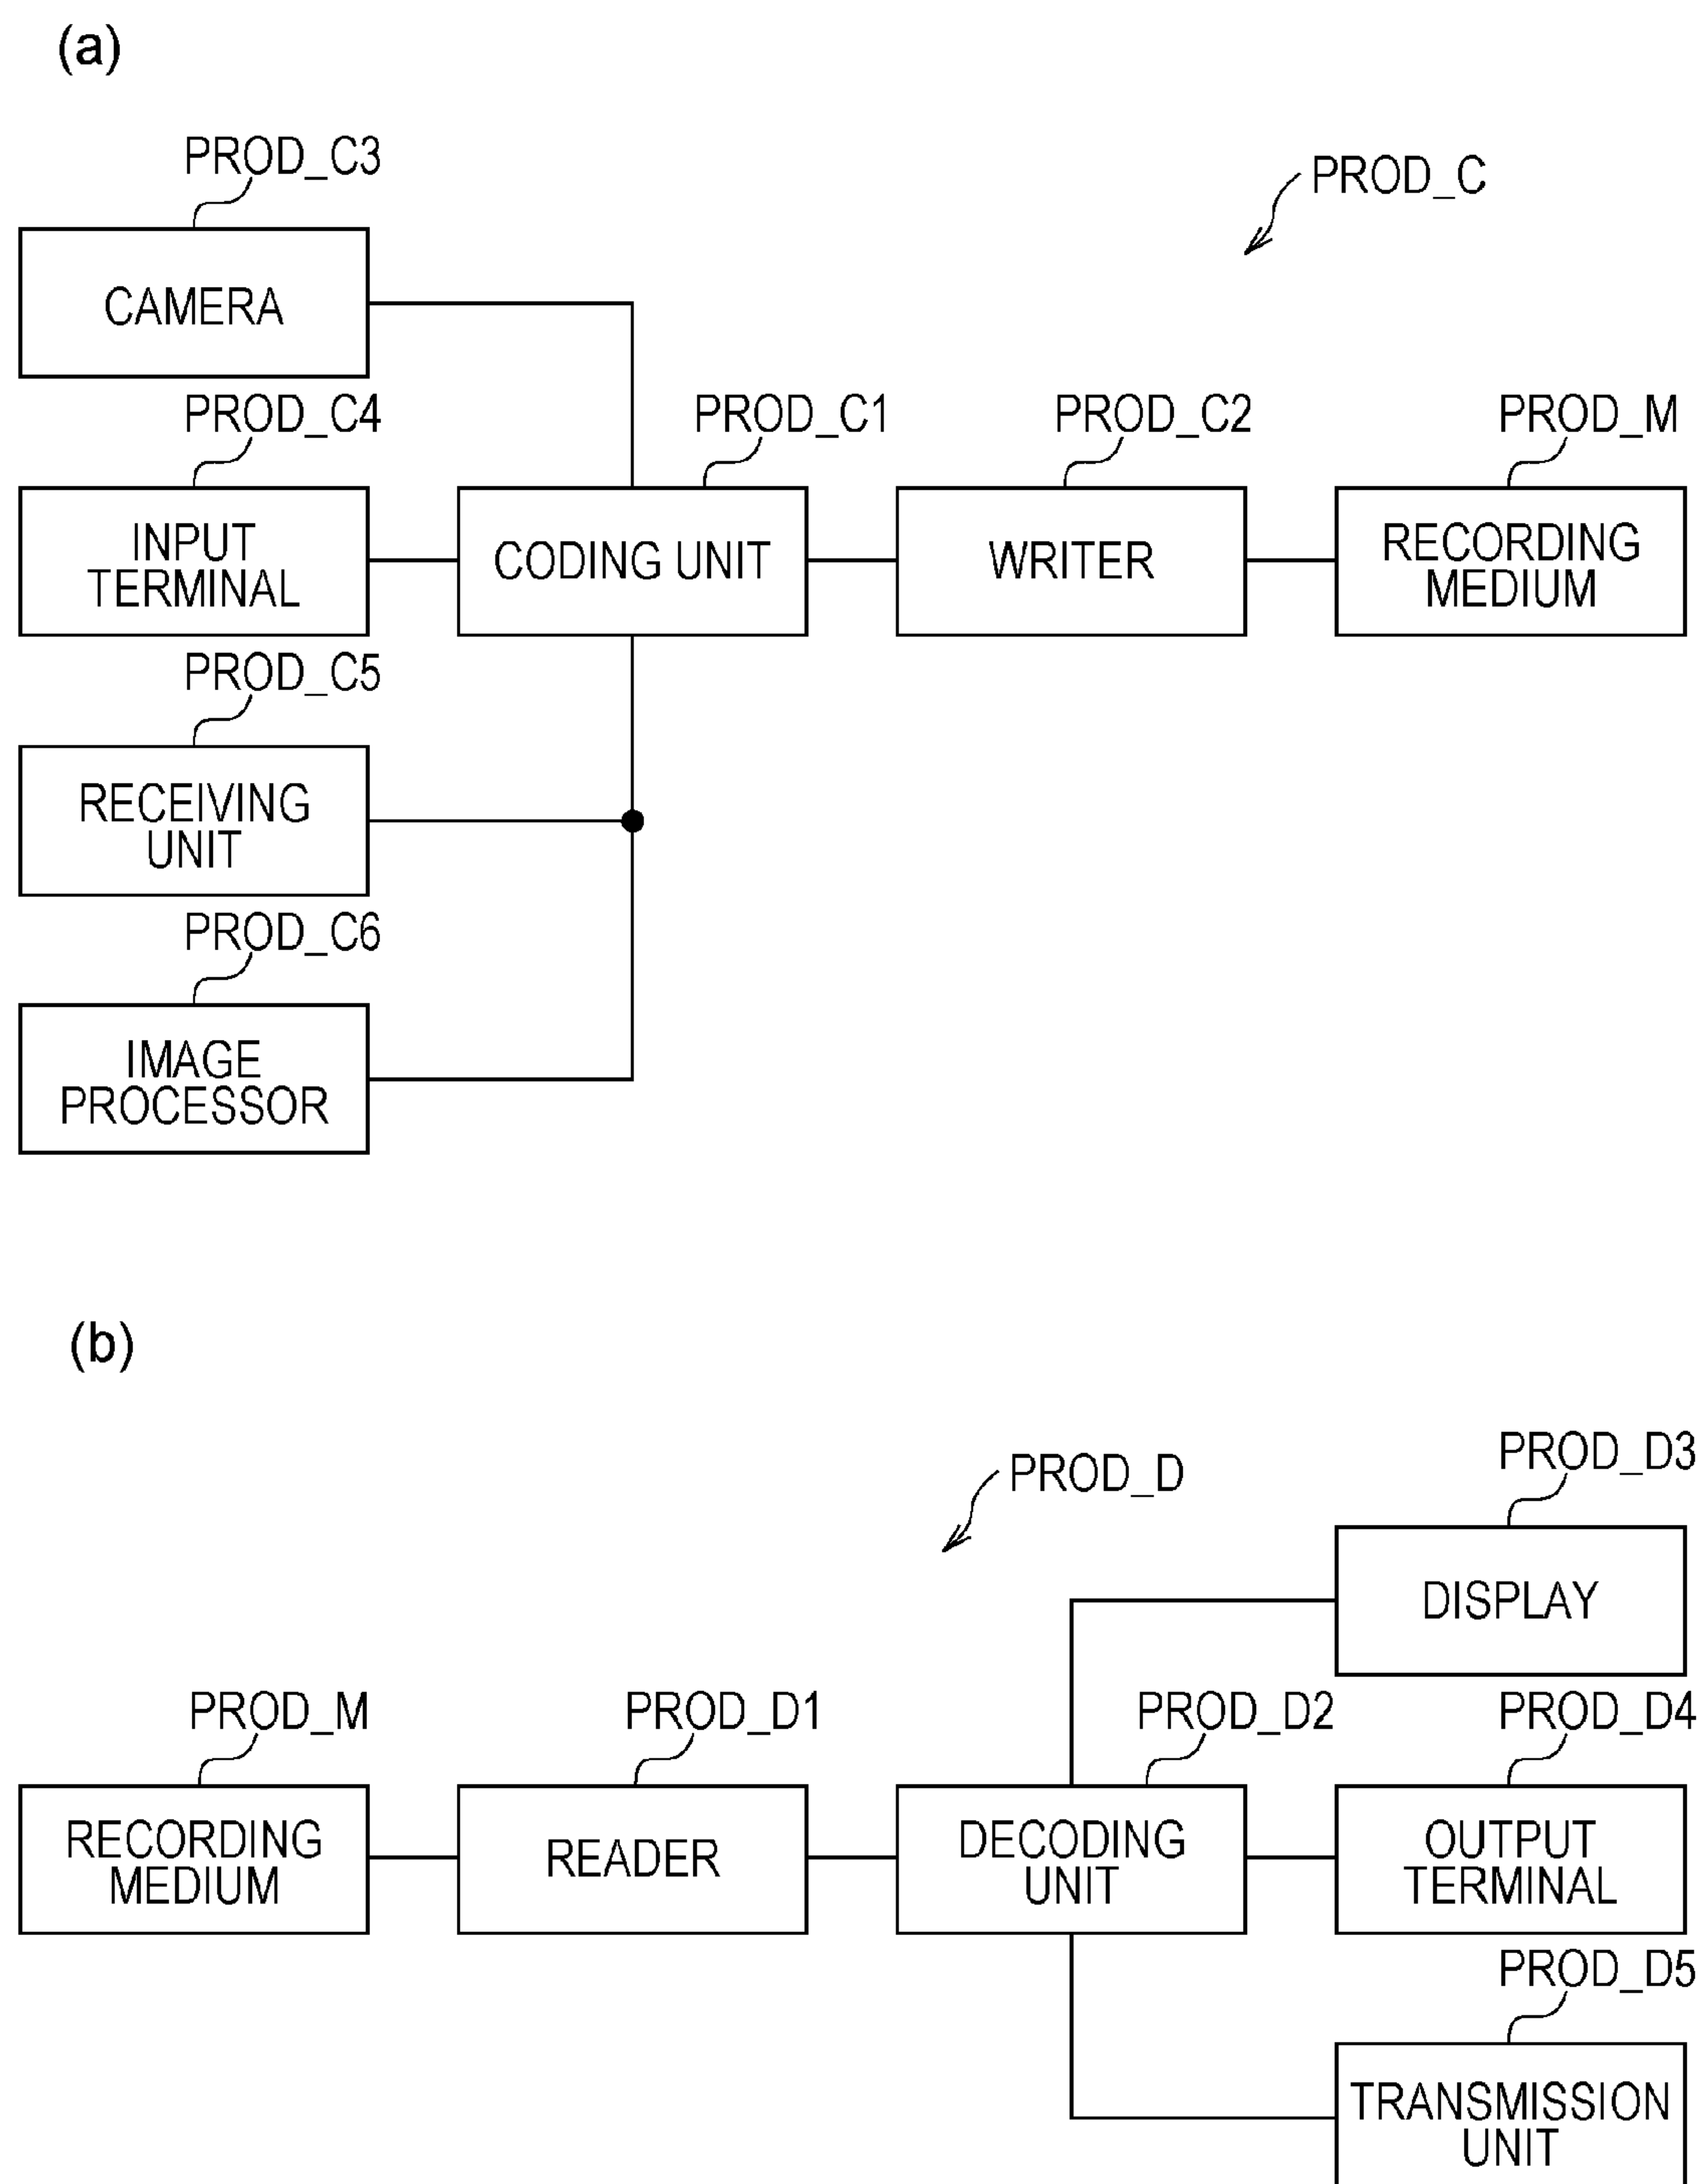 (a)
PROD_C3
PROD_C
CAMERA
PROD_C4
PROD_C1
PROD_C2
PROD_M
INPUT
TERMINAL
CODING UNIT
WRITER
RECORDING
MEDIUM
PROD_C5
RECEIVING
UNIT
PROD_C6
IMAGE
PROCESSOR
(b)
PROD_D
PROD_D3
DISPLAY
PROD_M
PROD_D1
PROD_D2
PROD_D4
RECORDING
MEDIUM
READER
DECODING
UNIT
OUTPUT
TERMINAL
PROD_D5
TRANSMISSION
UNIT